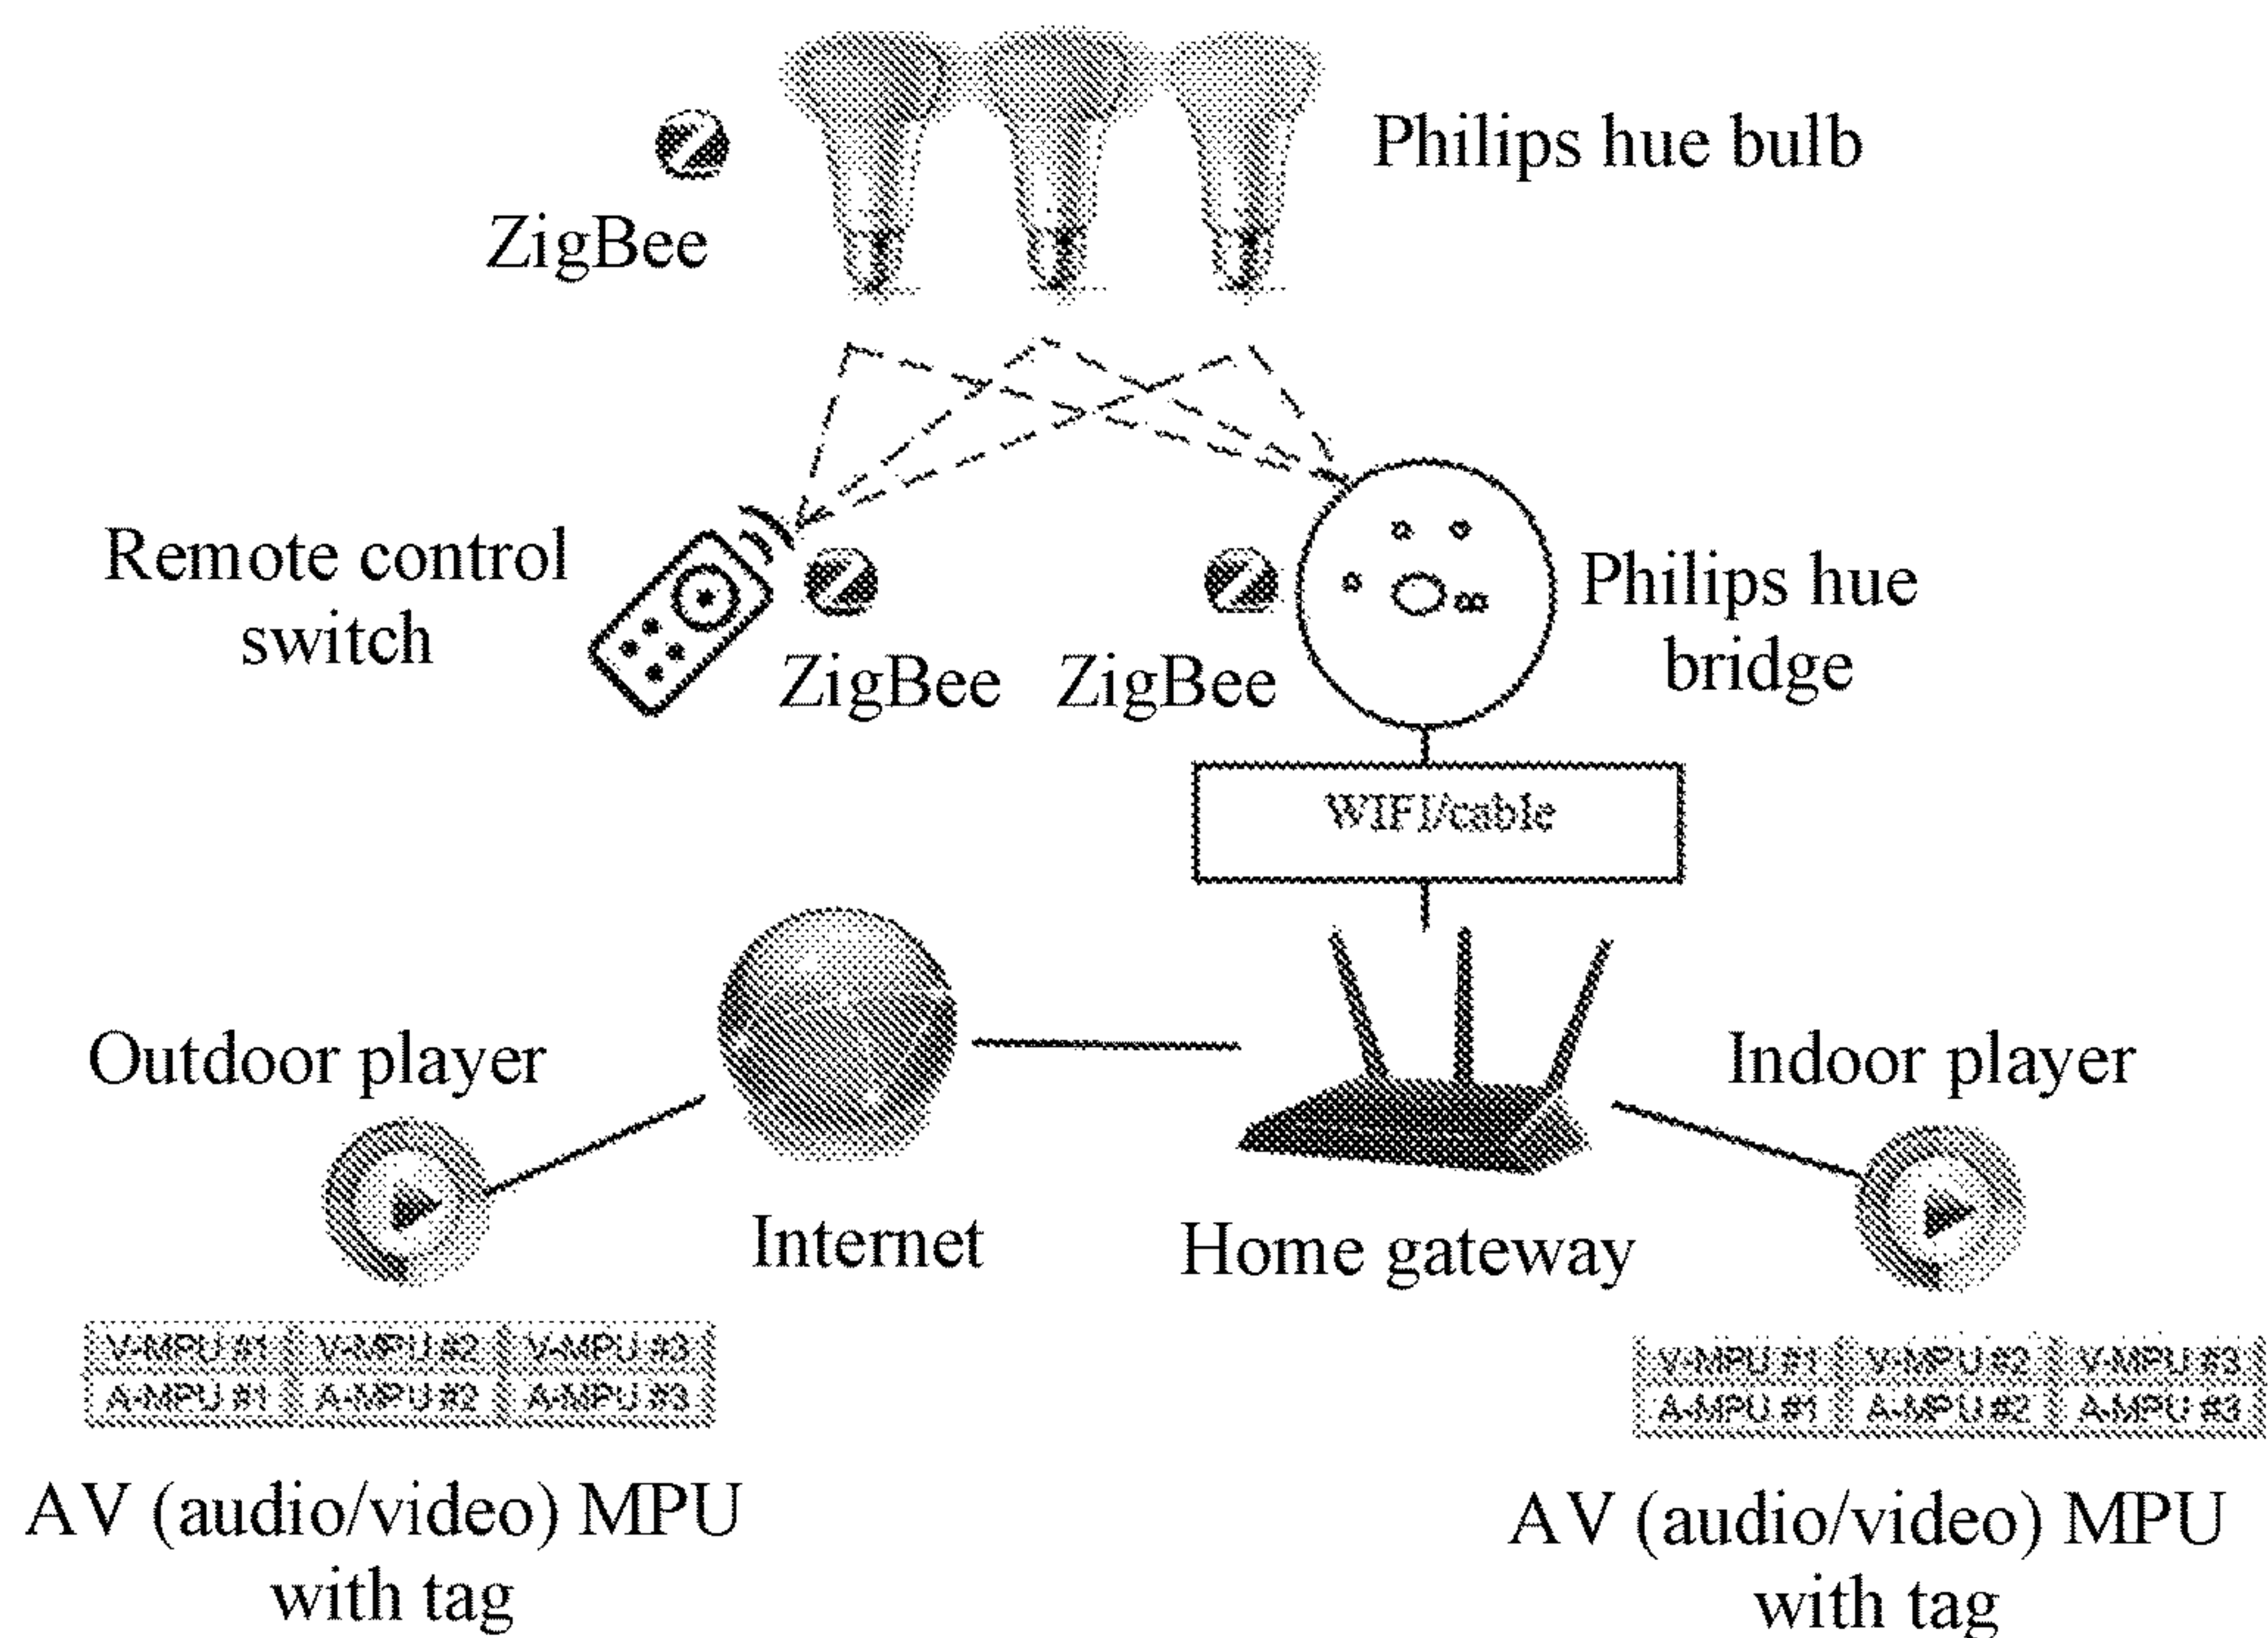 Philips hue bulb
ZigBee
Remote control
switch
ZigBee
ZigBee
Philips hue
bridge
WIFI/cable
Outdoor player
Indoor player
Internet
Home gateway
V-MPU #1 V-MPU #2 V-MPU #3
A-MPU #1 A-MPU #2 A-MPU #3
V-MPU #1 V-MPU #2 V-MPU #3
A-MPU #1 A-MPU #2 A-MPU #3
AV (audio/video) MPU
with tag
AV (audio/video) MPU
with tag